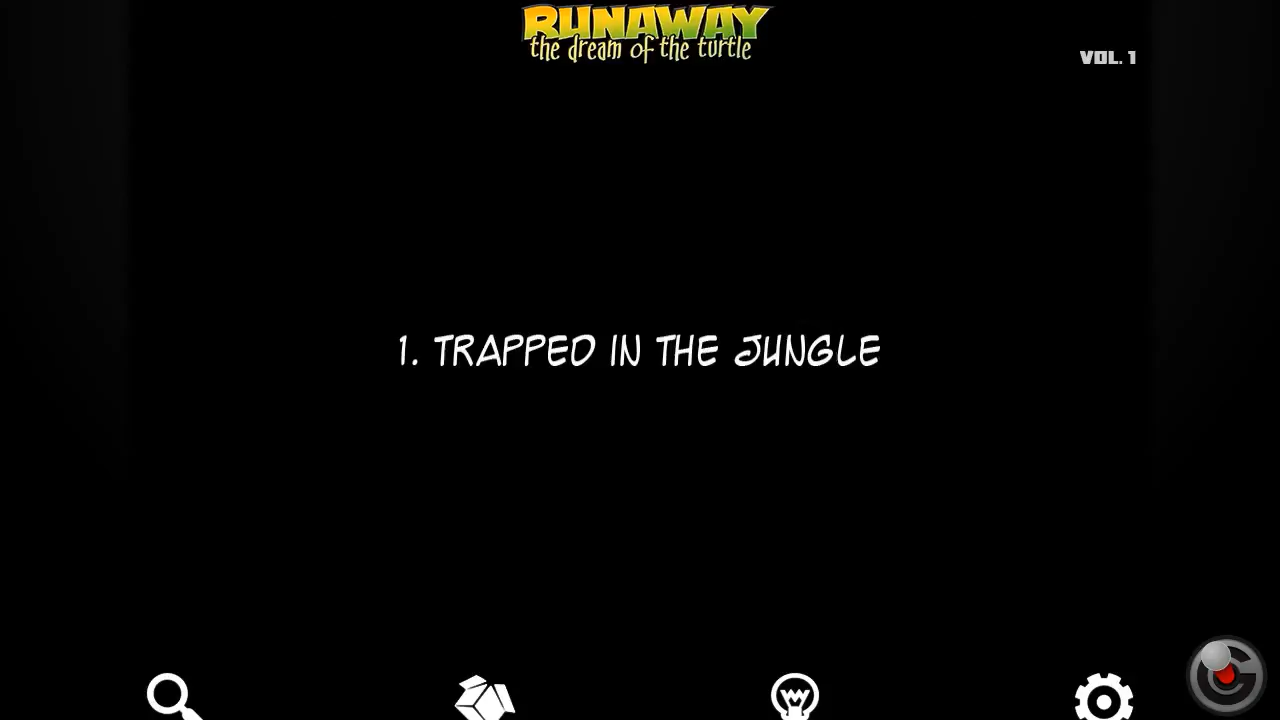 RUNAWAY
the dream of the turtle
VOL. 1
1. TRAPPED IN THE JUNGLE